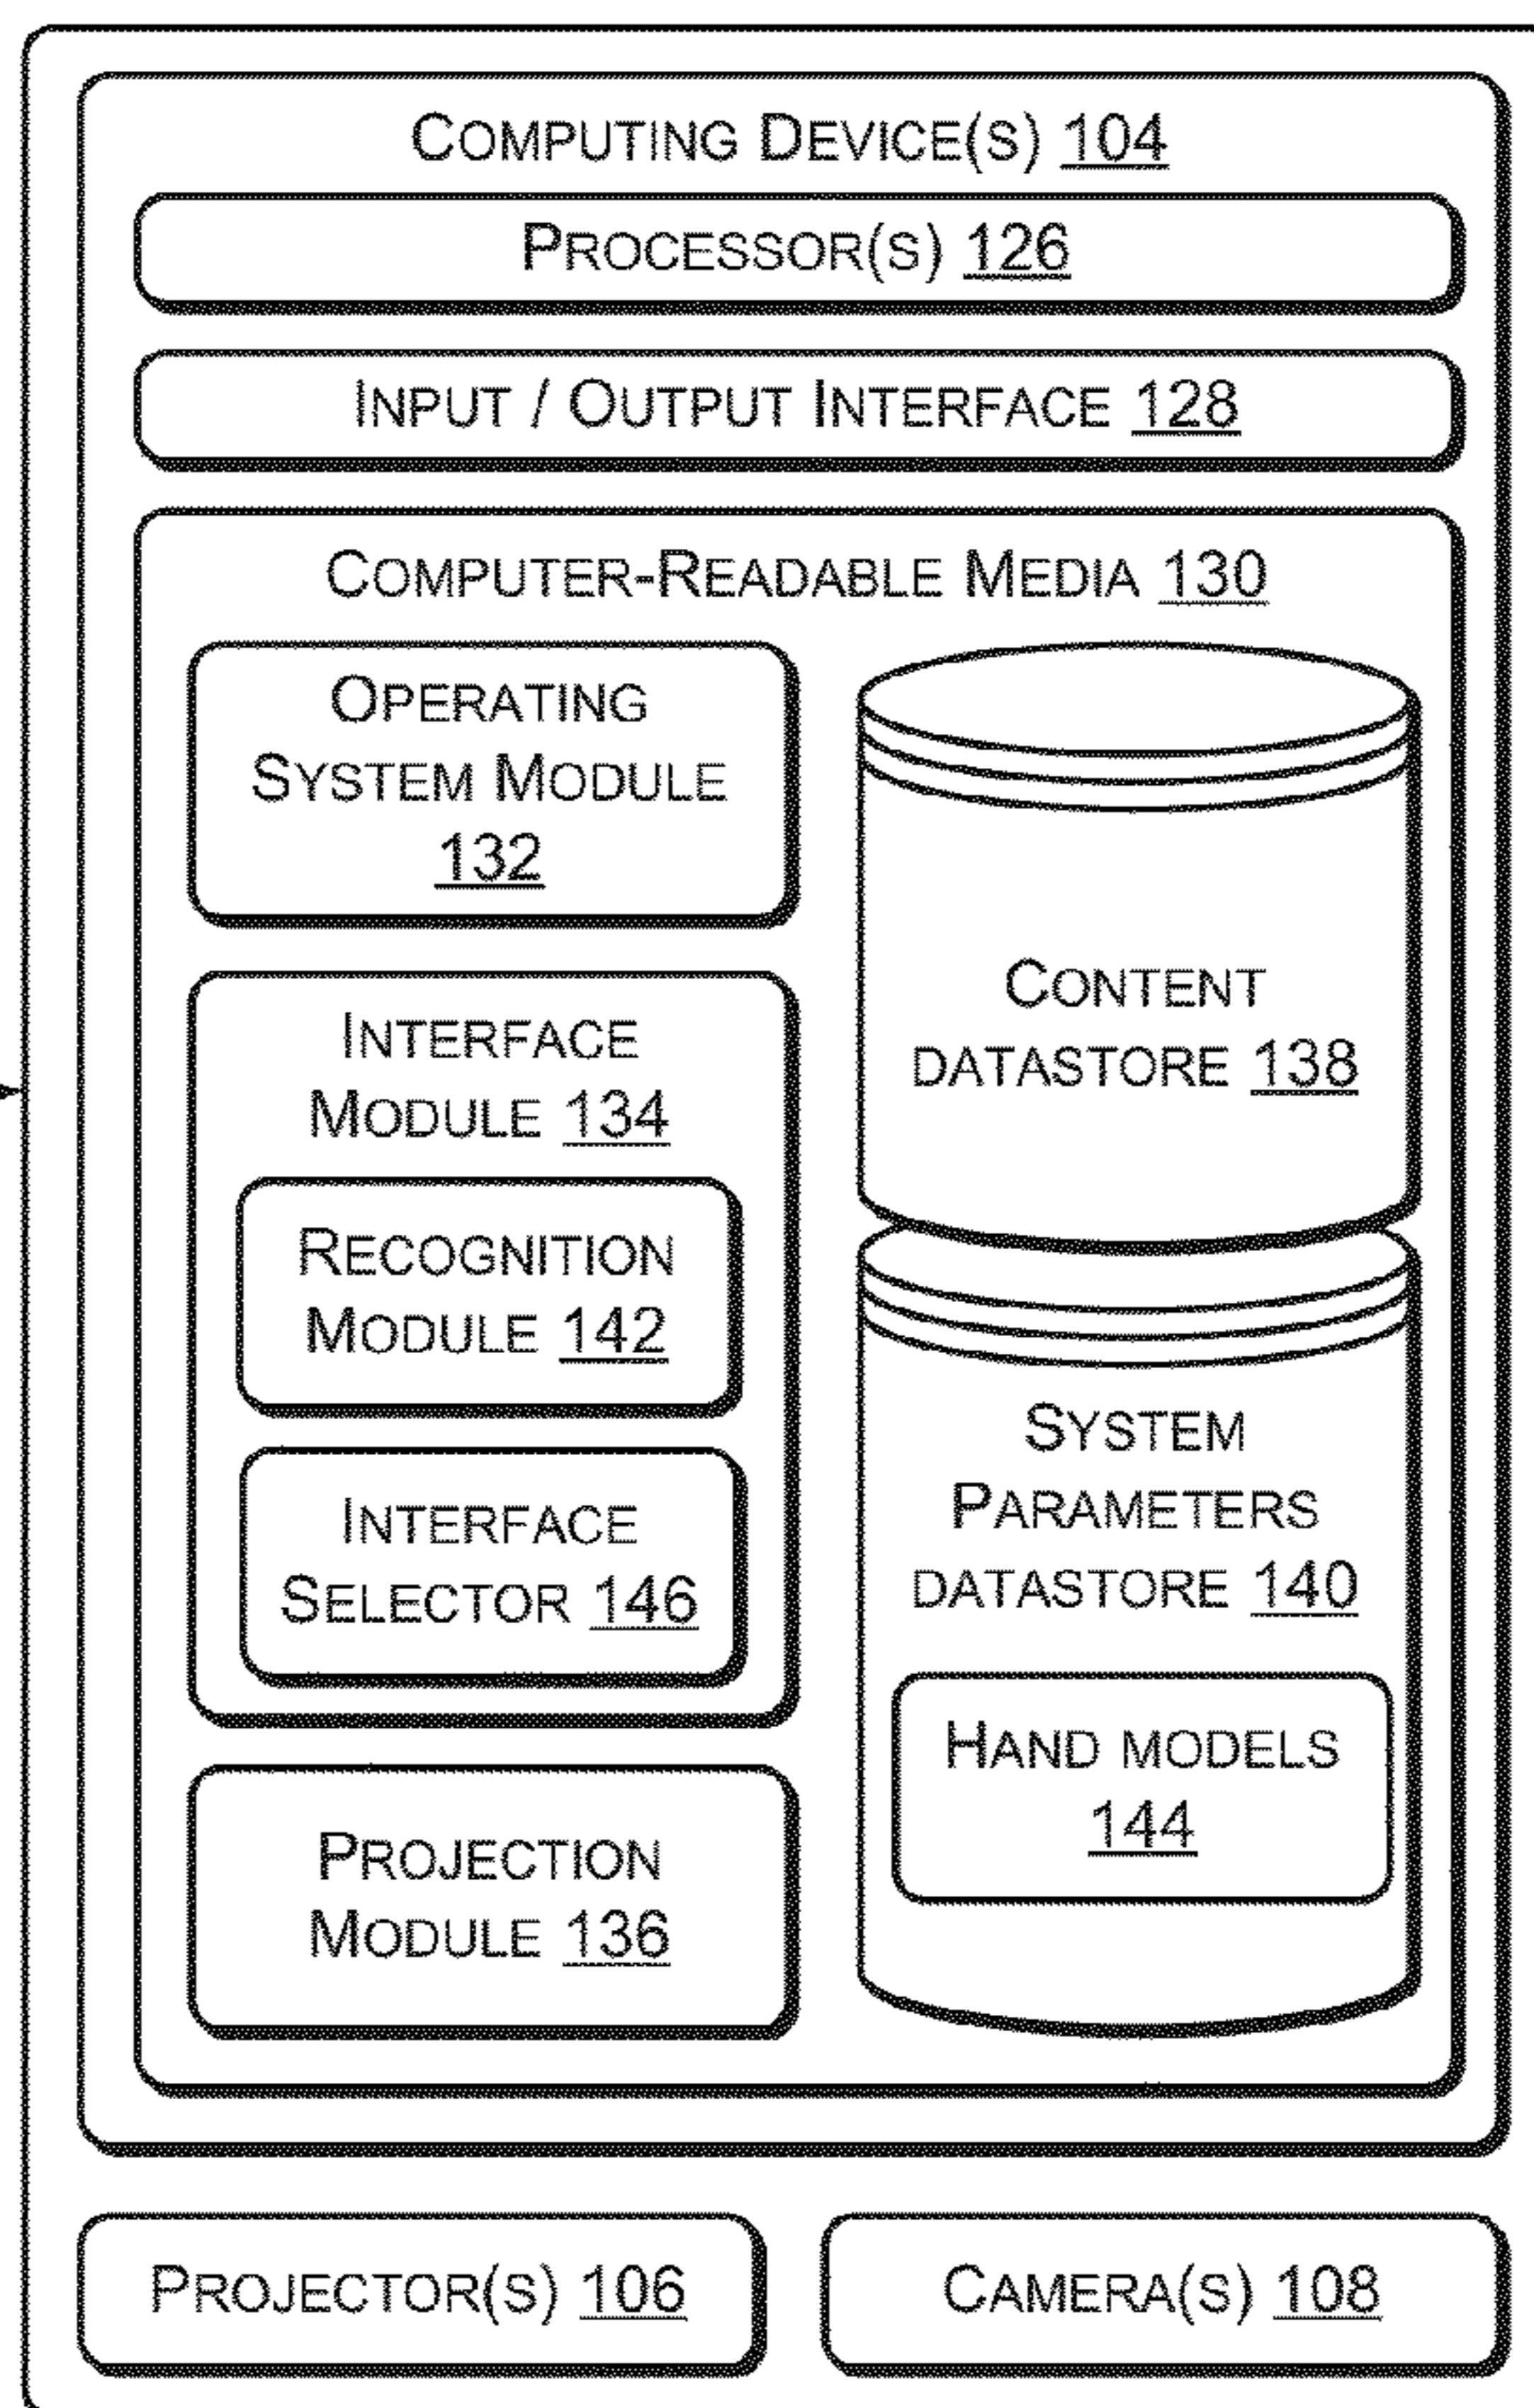 COMPUTING DEVICE(S) 104
PROCESSOR(S) 126
INPUT / OUTPUT INTERFACE 128
COMPUTER-READABLE MEDIA 130
OPERATING
SYSTEM MODULE
132
INTERFACE
MODULE 134
RECOGNITION
MODULE 142
INTERFACE
SELECTOR 146
PROJECTION
MODULE 136
CONTENT
DATASTORE 138
SYSTEM
PARAMETERS
DATASTORE 140
HAND MODELS
144
PROJECTOR(S) 106
CAMERA(S) 108